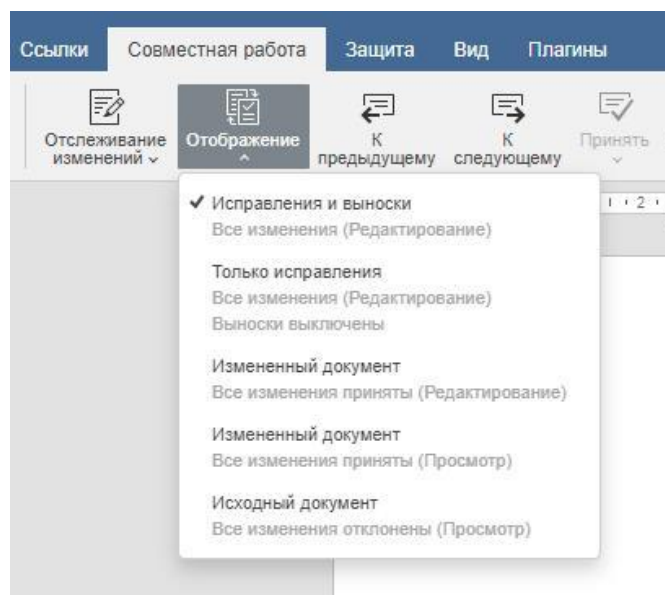 Ссылки Совместная работа Защита Вид Плагины
Отслеживание изменений
Отображение
К предыдущему
К следующему
Принять
Исправления и выноски
Все изменения (Редактирование)
Только исправления
Все изменения (Редактирование)
Выноски выключены
Измененный документ
Все изменения приняты (Редактирование)
Измененный документ
Все изменения приняты (Просмотр)
Исходный документ
Все изменения отклонены (Просмотр)
2